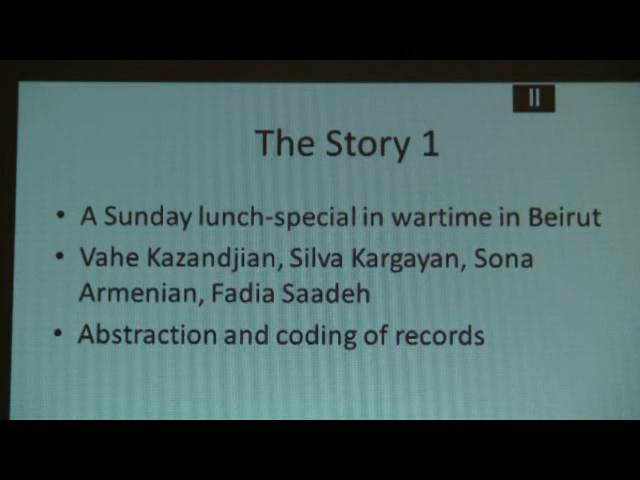 The Story 1
• A Sunday lunch-special in wartime in Beirut
• Vahe Kazandjian, Silva Kargayan, Sona
Armenian, Fadia Saadeh
• Abstraction and coding of records